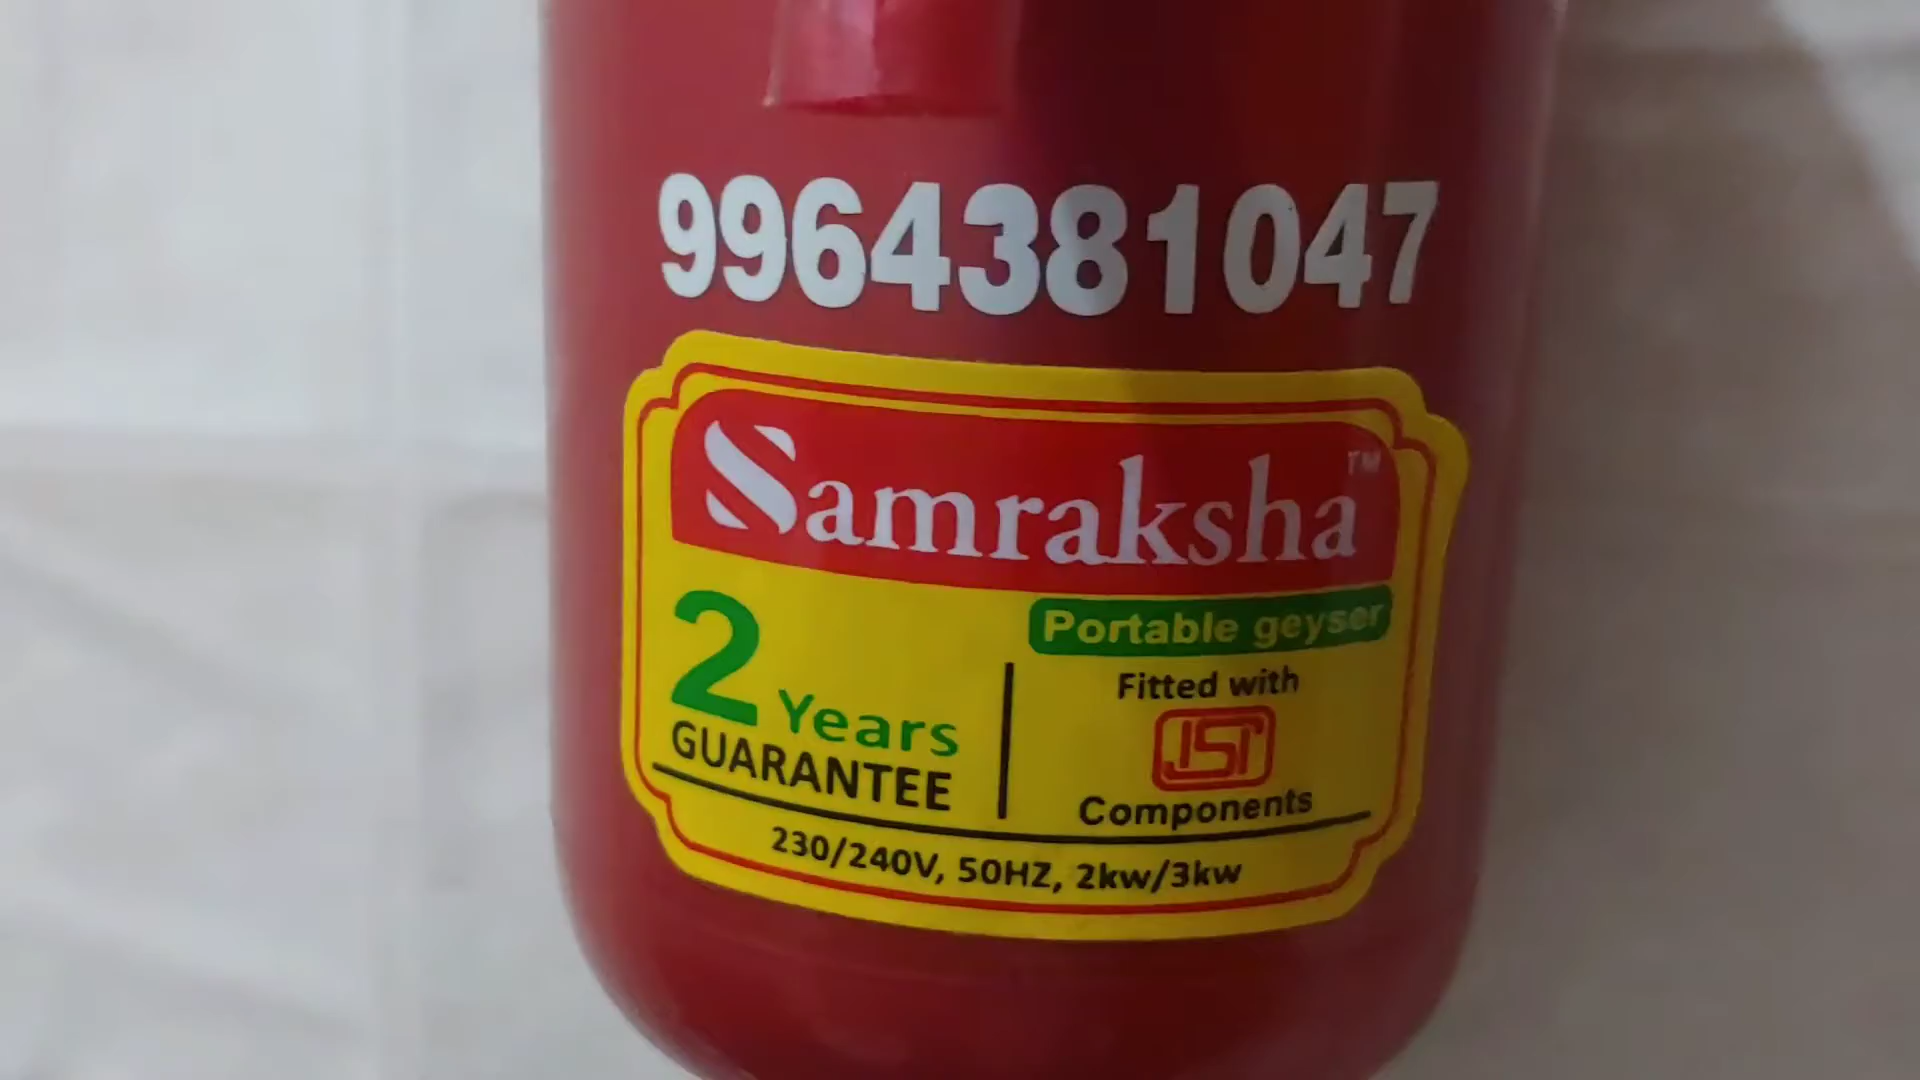 9964381047
Samraksha™
Portable geyser
2 Years
GUARANTEE
Fitted with
ISI
Components
230/240V, 50HZ, 2kw/3kw